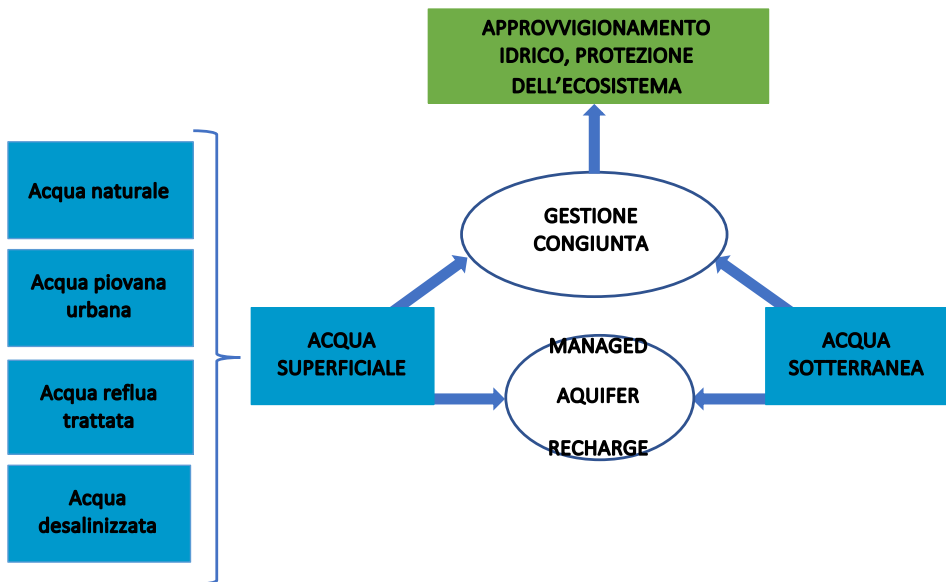 APPROVVIGIONAMENTO
IDRICO, PROTEZIONE
DELL'ECOSISTEMA
Acqua naturale
Acqua piovana
urbana
Acqua reflua
trattata
Acqua
desalinizzata
GESTIONE
CONGIUNTA
ACQUA
SUPERFICIALE
MANAGED
AQUIFER
RECHARGE
ACQUA
SOTTERRANEA